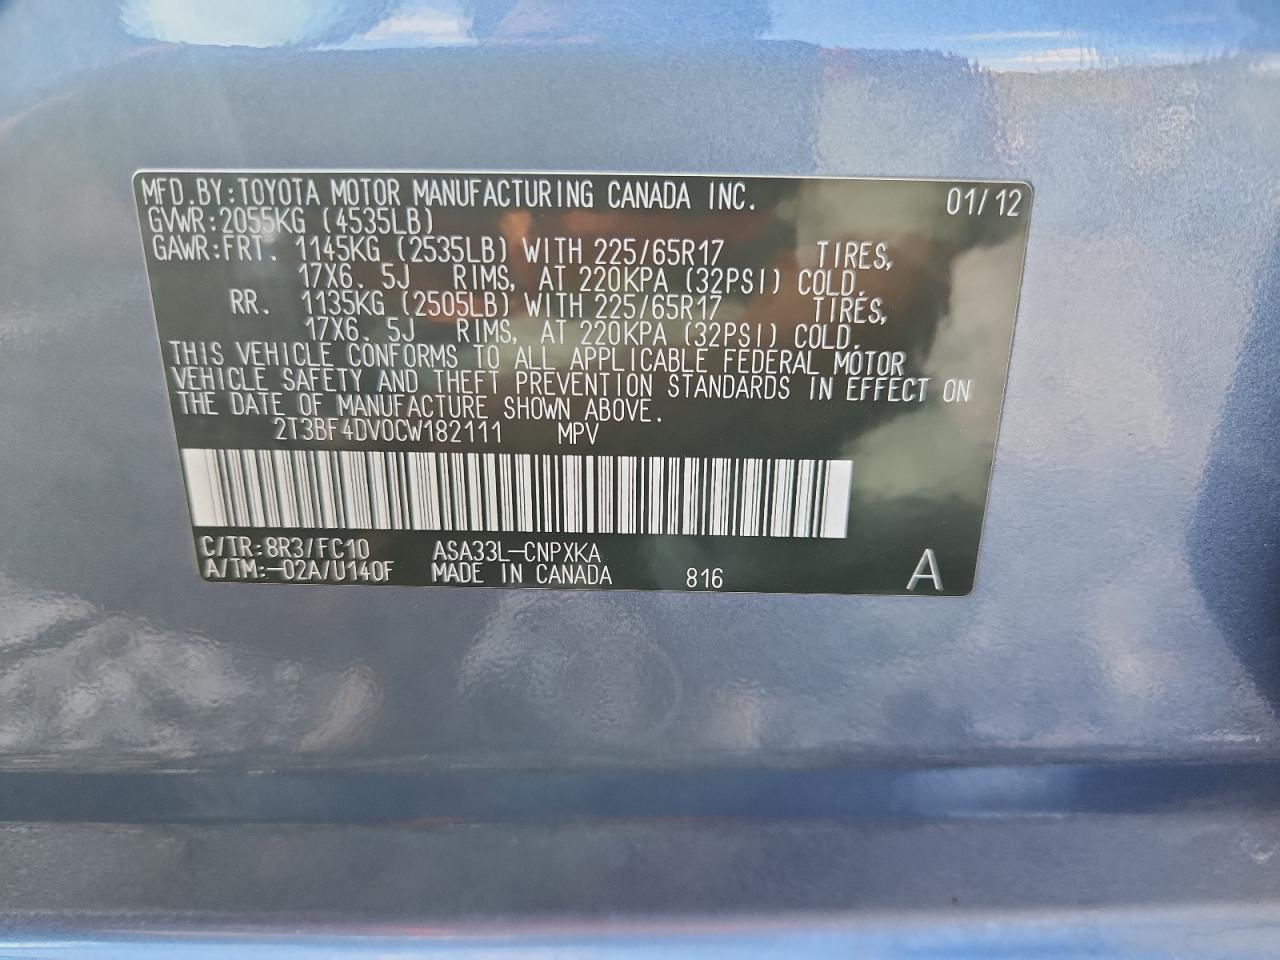 MFD.BY:TOYOTA MOTOR MANUFACTURING CANADA INC. 01/12
GVWR:2055KG (4535LB)
GAWR:FRT. 1145KG (2535LB) WITH 225/65R17 TIRES,
17X6. 5J RIMS, AT 220KPA (32PSI) COLD.
RR. 1135KG (2505LB) WITH 225/65R17 TIRES,
17X6. 5J RIMS, AT 220KPA (32PSI) COLD.
THIS VEHICLE CONFORMS TO ALL APPLICABLE FEDERAL MOTOR
VEHICLE SAFETY AND THEFT PREVENTION STANDARDS IN EFFECT ON
THE DATE OF MANUFACTURE SHOWN ABOVE.
2T3BF4DV0CW182111 MPV
C/TR:8R3/FC10 ASA33L-CNPXKA
A/TM:-02A/U140F MADE IN CANADA 816 A